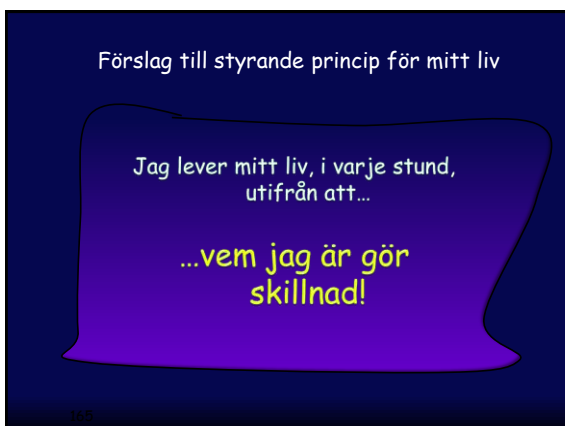 Förslag till styrande princip för mitt liv
Jag lever mitt liv, i varje stund,
utifrån att…
…vem jag är gör
skillnad!
165